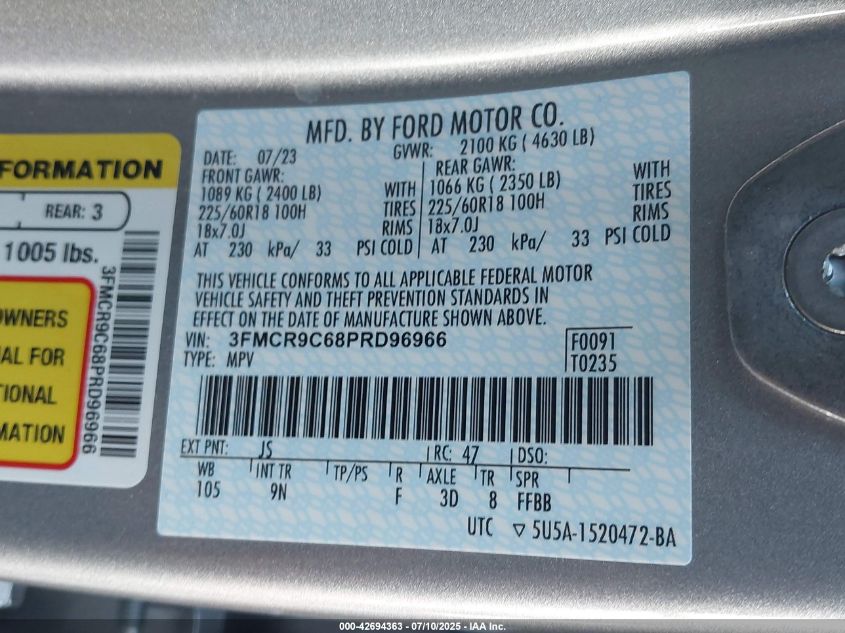 FORMATION
REAR: 3
1005 lbs.
OWNERS
AL FOR
TIONAL
MATION
3FMCR9C68PRD96966
MFD. BY FORD MOTOR CO.
DATE: 07/23 GVWR: 2100 KG ( 4630 LB)
FRONT GAWR: REAR GAWR:
1089 KG ( 2400 LB) WITH 1066 KG ( 2350 LB) WITH
225/60R18 100H TIRES 225/60R18 100H TIRES
18x7.0J RIMS 18x7.0J RIMS
AT 230 kPa/ 33 PSI COLD AT 230 kPa/ 33 PSI COLD
THIS VEHICLE CONFORMS TO ALL APPLICABLE FEDERAL MOTOR
VEHICLE SAFETY AND THEFT PREVENTION STANDARDS IN
EFFECT ON THE DATE OF MANUFACTURE SHOWN ABOVE.
VIN: 3FMCR9C68PRD96966 F0091
TYPE: MPV T0235
EXT PNT: JS RC: 47 DSO:
WB INT TR TP/PS R AXLE TR SPR
105 9N F 3D 8 FFBB
UTC ▽ 5U5A-1520472-BA
000-42694363 | 07/10/2025 - IAA Inc.